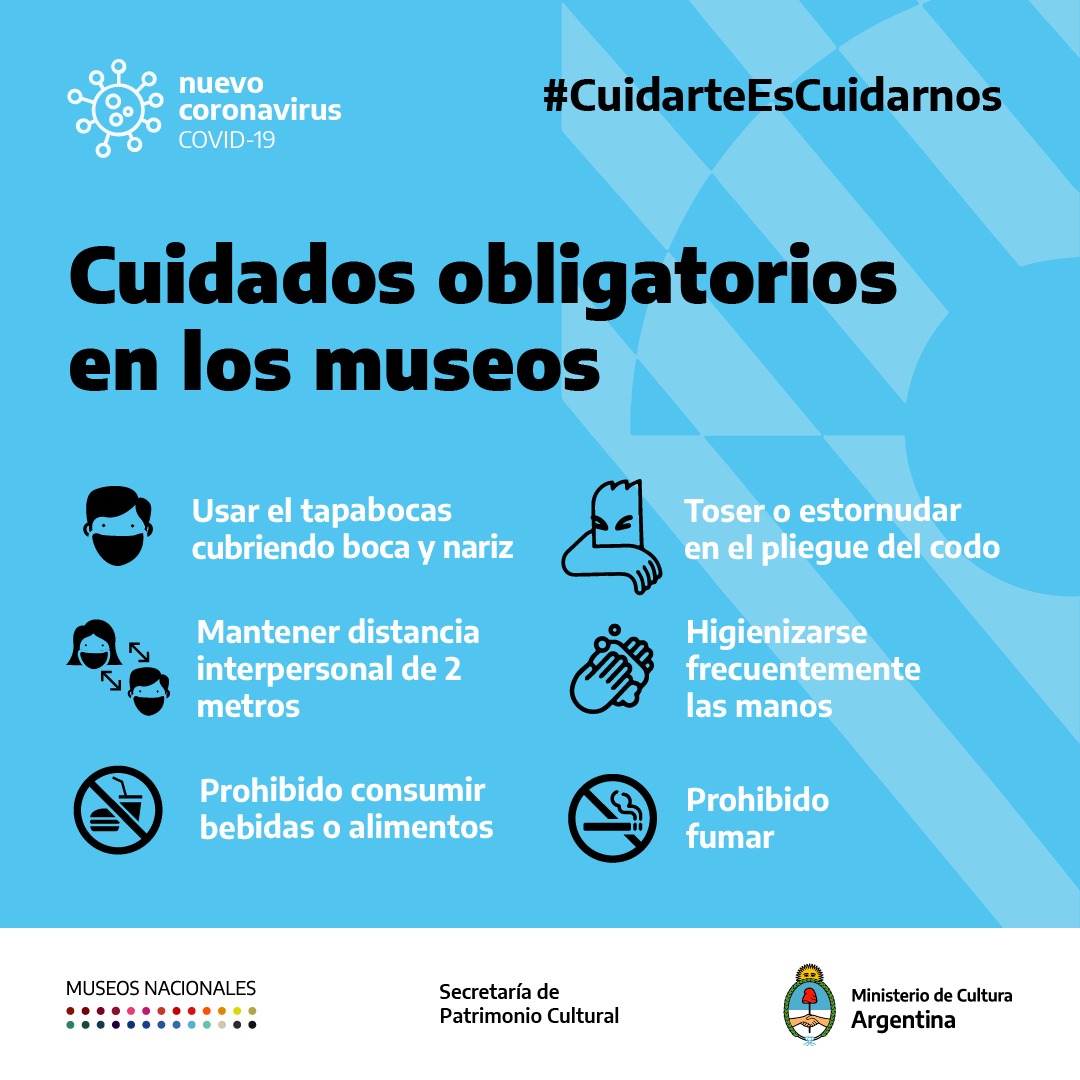 nuevo
coronavirus
COVID-19
#CuidarteEsCuidarnos
Cuidados obligatorios
en los museos
Usar el tapabocas
cubriendo boca y nariz
Toser o estornudar
en el pliegue del codo
Mantener distancia
interpersonal de 2
metros
Higienizarse
frecuentemente
las manos
Prohibido consumir
bebidas o alimentos
Prohibido
fumar
MUSEOS NACIONALES
Secretaría de
Patrimonio Cultural
Ministerio de Cultura
Argentina